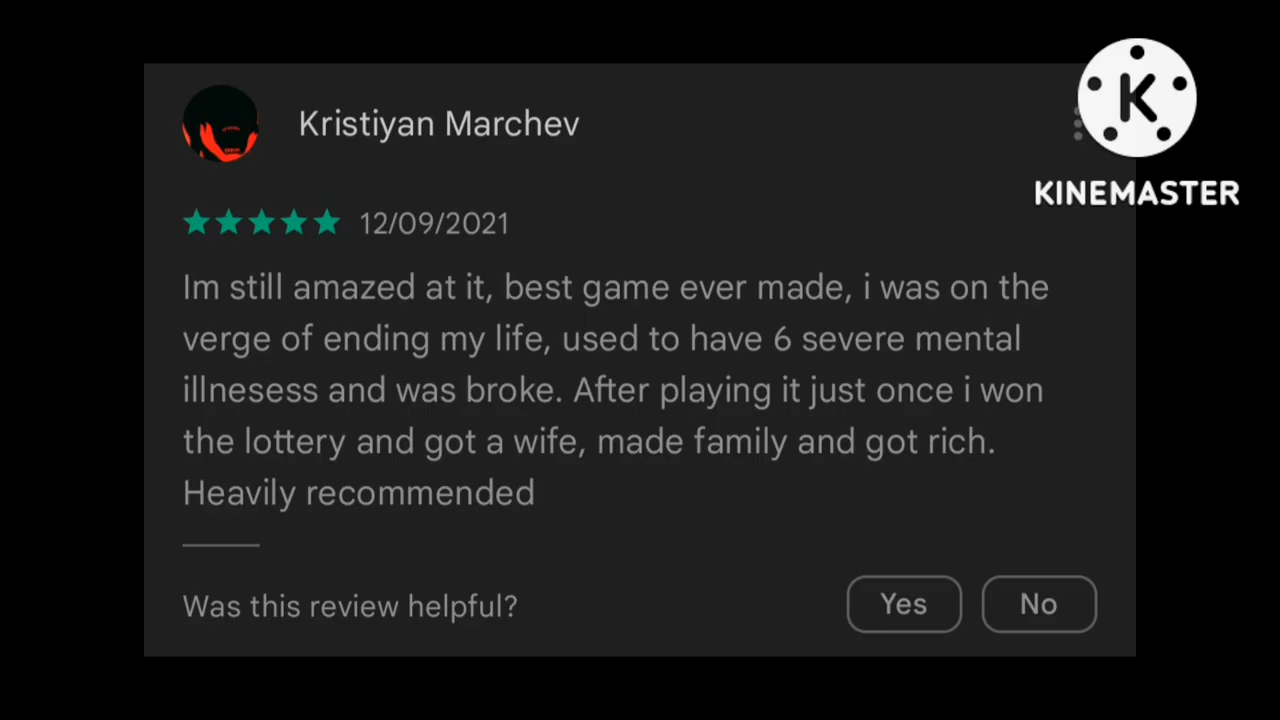 Kristiyan Marchev
K
KINEMASTER
12/09/2021
Im still amazed at it, best game ever made, i was on the
verge of ending my life, used to have 6 severe mental
illnesess and was broke. After playing it just once i won
the lottery and got a wife, made family and got rich.
Heavily recommended
Was this review helpful?
Yes
No